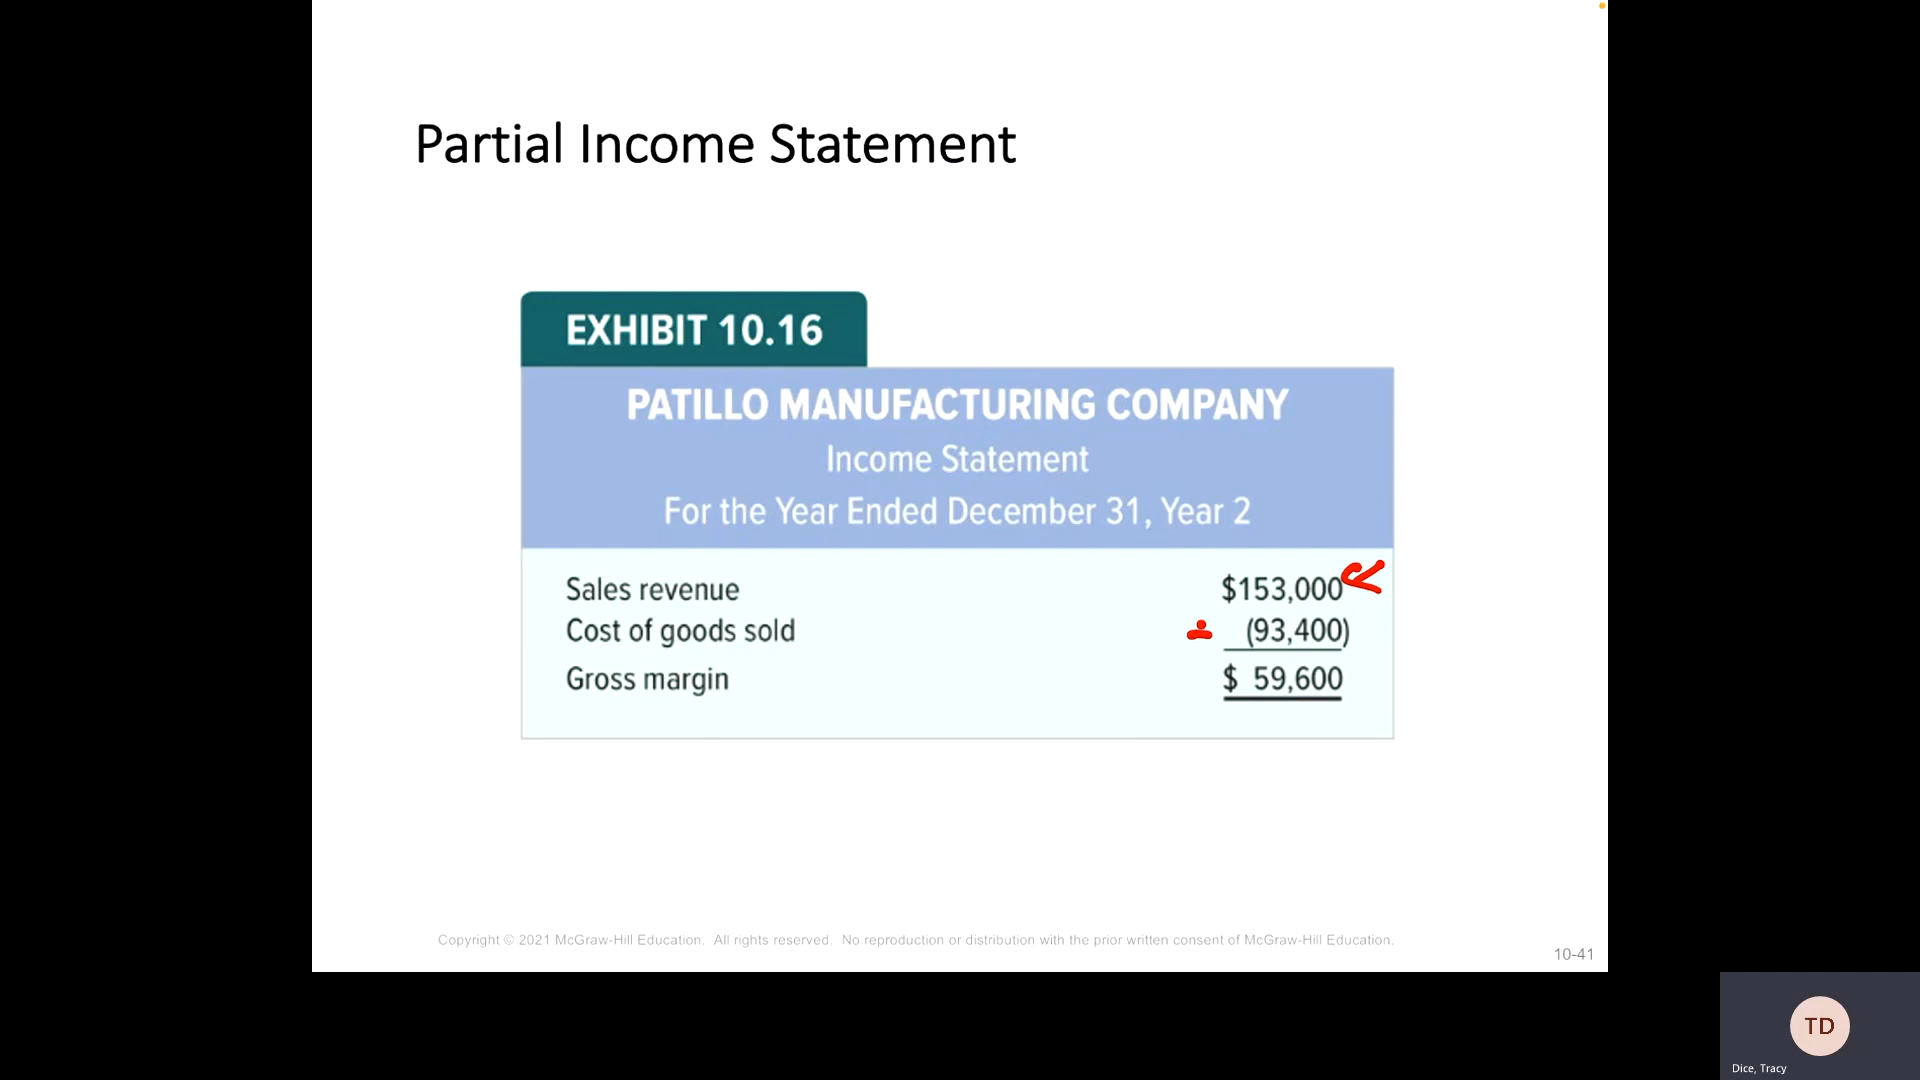 Partial Income Statement
EXHIBIT 10.16
PATILLO MANUFACTURING COMPANY
Income Statement
For the Year Ended December 31, Year 2
Sales revenue $153,000
Cost of goods sold (93,400)
Gross margin $ 59,600
Copyright © 2021 McGraw-Hill Education. All rights reserved. No reproduction or distribution with the prior written consent of McGraw-Hill Education.
10-41
TD
Dice, Tracy